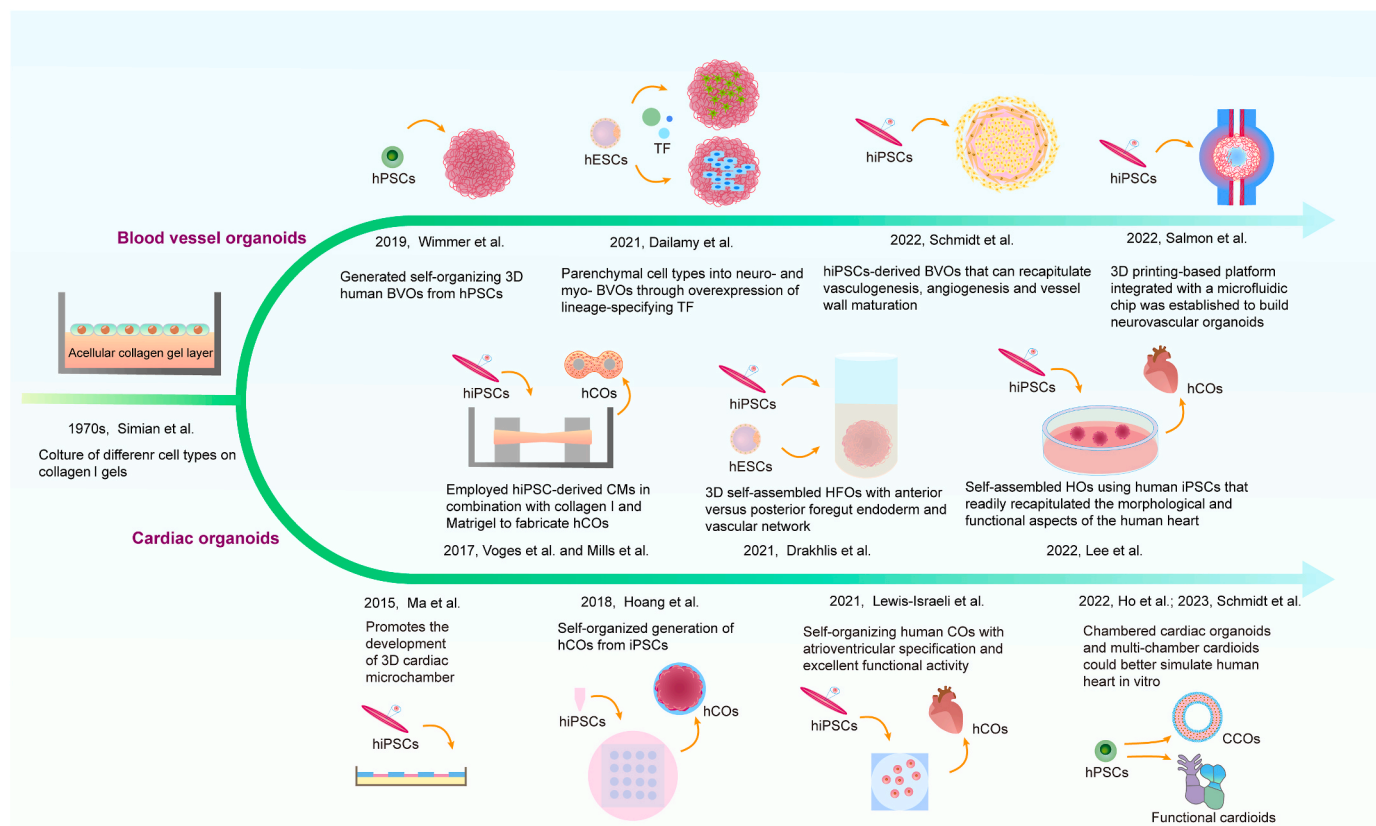 hPSCs
hESCs
TF
hiPSCs
hiPSCs
Blood vessel organoids
2019, Wimmer et al.
Generated self-organizing 3D
human BVOs from hPSCs
2021, Dailamy et al.
Parenchymal cell types into neuro- and
myo- BVOs through overexpression of
lineage-specifying TF
2022, Schmidt et al.
hiPSCs-derived BVOs that can recapitulate
vasculogenesis, angiogenesis and vessel
wall maturation
2022, Salmon et al.
3D printing-based platform
integrated with a microfluidic
chip was established to build
neurovascular organoids
Acellular collagen gel layer
1970s, Simian et al.
Colture of differenr cell types on
collagen I gels
hiPSCs
hCOs
Employed hiPSC-derived CMs in
combination with collagen I and
Matrigel to fabricate hCOs
2017, Voges et al. and Mills et al.
hiPSCs
hESCs
3D self-assembled HFOs with anterior
versus posterior foregut endoderm and
vascular network
2021, Drakhlis et al.
hiPSCs
hCOs
Self-assembled HOs using human iPSCs that
readily recapitulated the morphological and
functional aspects of the human heart
2022, Lee et al.
Cardiac organoids
2015, Ma et al.
Promotes the
development
of 3D cardiac
microchamber
hiPSCs
2018, Hoang et al.
Self-organized generation of
hCOs from iPSCs
hiPSCs
hCOs
2021, Lewis-Israeli et al.
Self-organizing human COs with
atrioventricular specification and
excellent functional activity
hiPSCs
hCOs
2022, Ho et al.; 2023, Schmidt et al.
Chambered cardiac organoids
and multi-chamber cardioids
could better simulate human
heart in vitro
hPSCs
CCOs
Functional cardioids